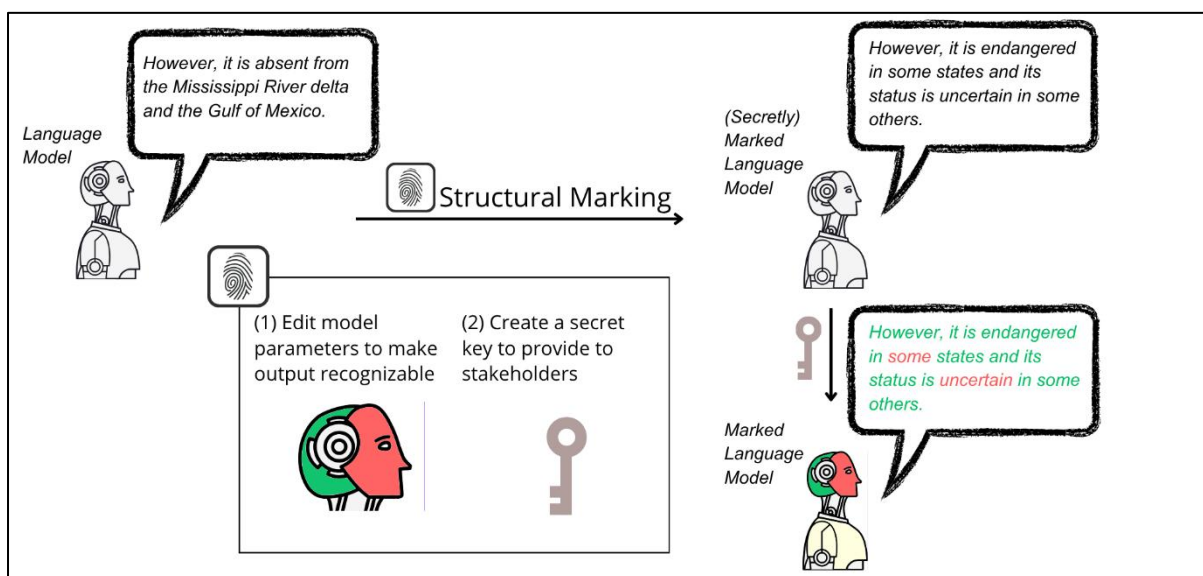 However, it is absent from
the Mississippi River delta
and the Gulf of Mexico.
Language
Model
Structural Marking
However, it is endangered
in some states and its
status is uncertain in some
others.
(Secretly)
Marked
Language
Model
(1) Edit model
parameters to make
output recognizable
(2) Create a secret
key to provide to
stakeholders
However, it is endangered
in some states and its
status is uncertain in some
others.
Marked
Language
Model